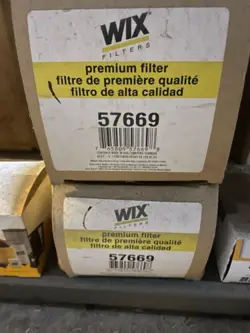 WIX
FILTERS
premium filter
filtre de première qualité
filtro de alta calidad
57669
WIX
FILTERS
premium filter
filtre de première qualité
filtro de alta calidad
57669